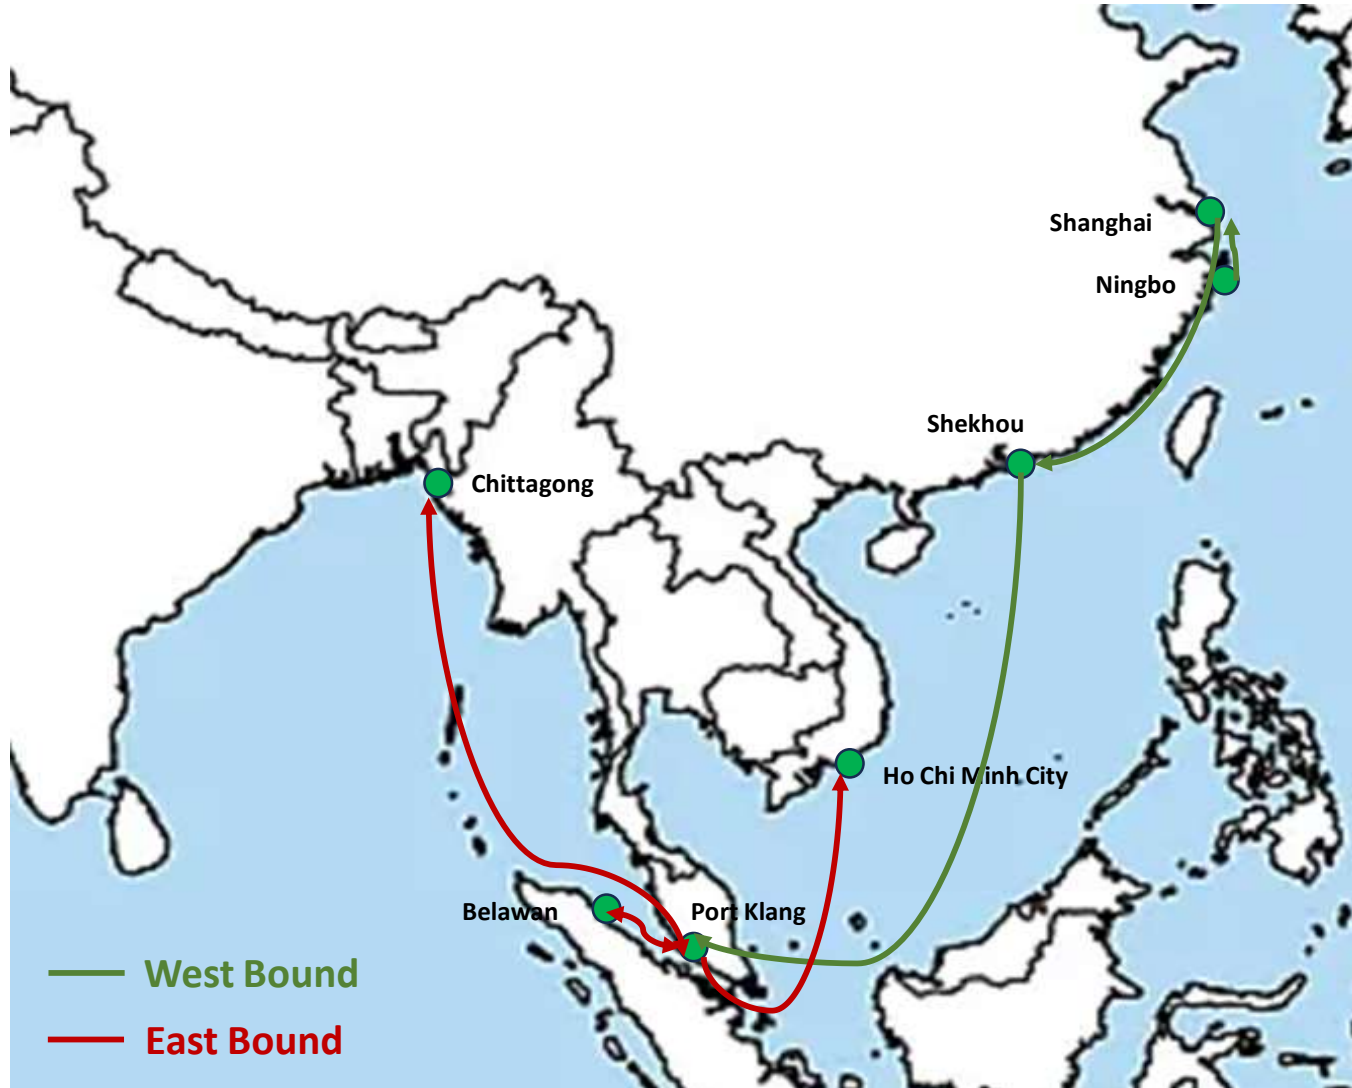 Shanghai
Ningbo
Shekhou
Chittagong
Ho Chi Minh City
Belawan
Port Klang
West Bound
East Bound